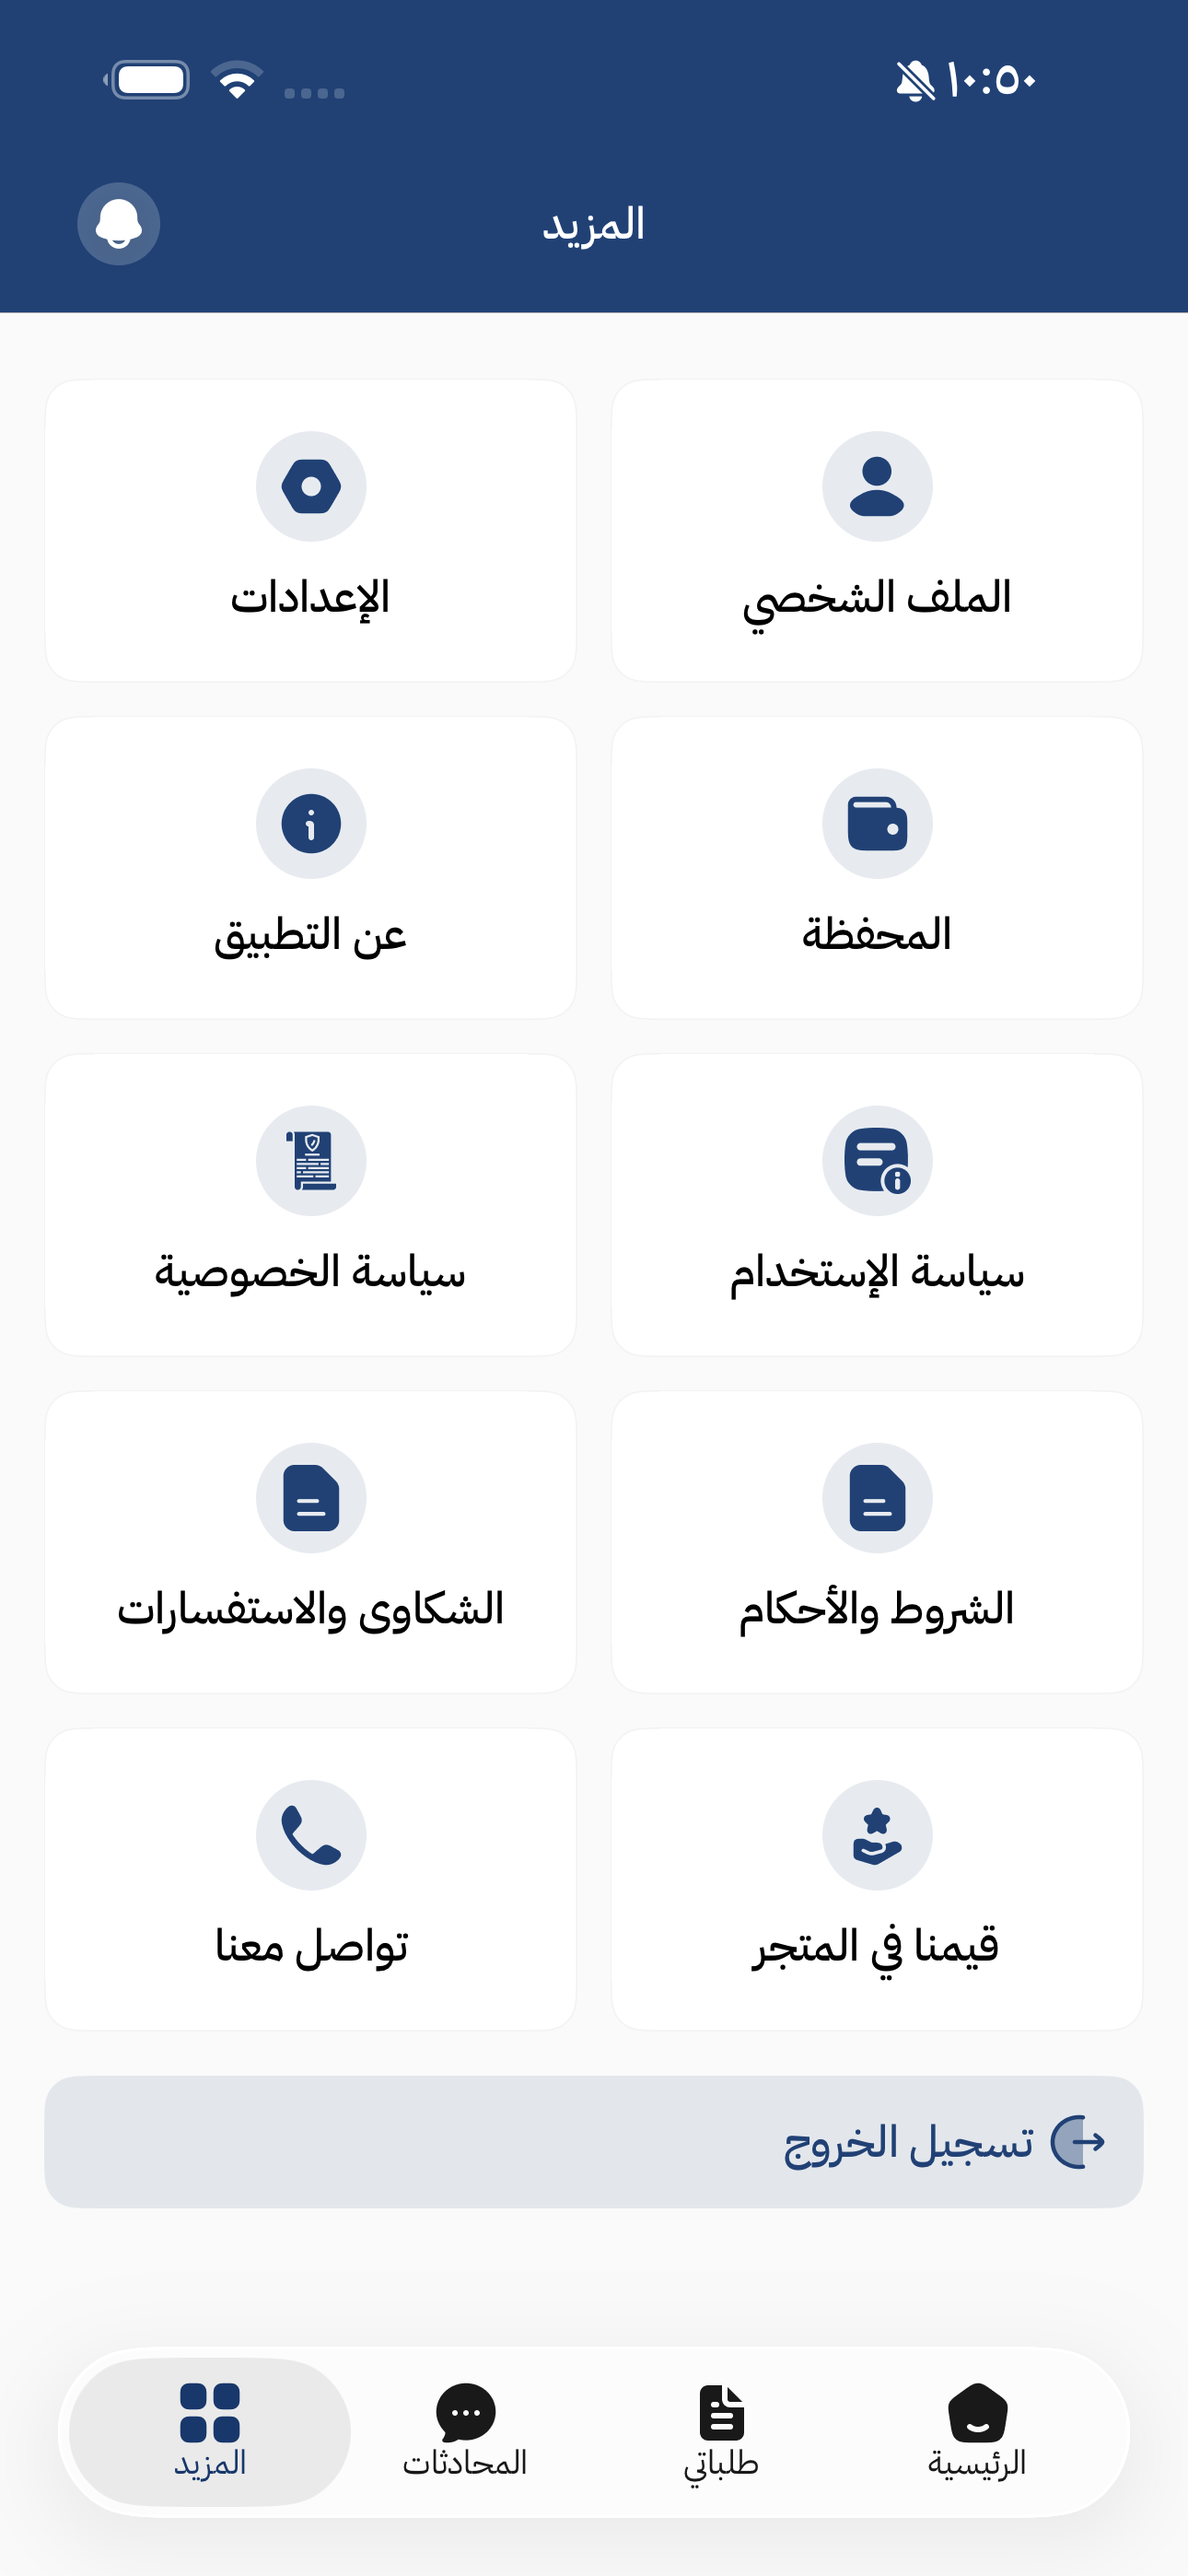 ١٠:٥٠
المزيد
الملف الشخصي
الإعدادات
المحفظة
عن التطبيق
سياسة الإستخدام
سياسة الخصوصية
الشروط والأحكام
الشكاوى والاستفسارات
قيمنا في المتجر
تواصل معنا
تسجيل الخروج
الرئيسية
طلباتي
المحادثات
المزيد